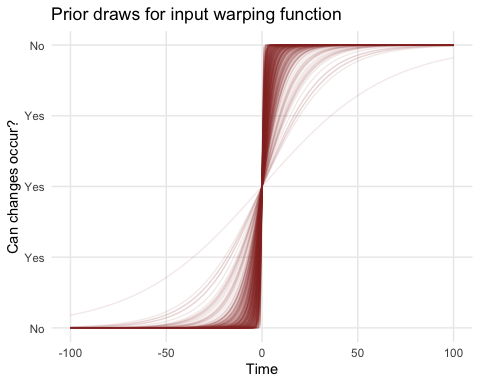 Prior draws for input warping function
Can changes occur?
No
Yes
Yes
Yes
No
-100
-50
0
50
100
Time